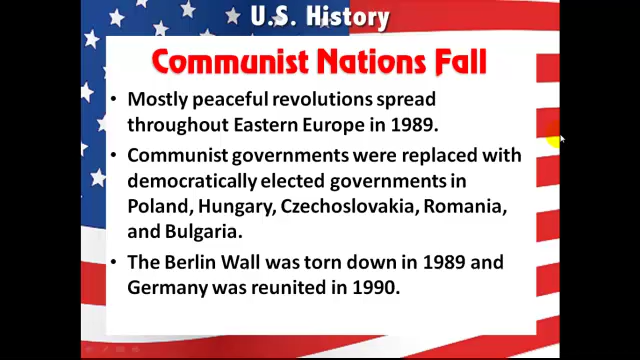 U.S. History
Communist Nations Fall
• Mostly peaceful revolutions spread
throughout Eastern Europe in 1989.
• Communist governments were replaced with
democratically elected governments in
Poland, Hungary, Czechoslovakia, Romania,
and Bulgaria.
• The Berlin Wall was torn down in 1989 and
Germany was reunited in 1990.